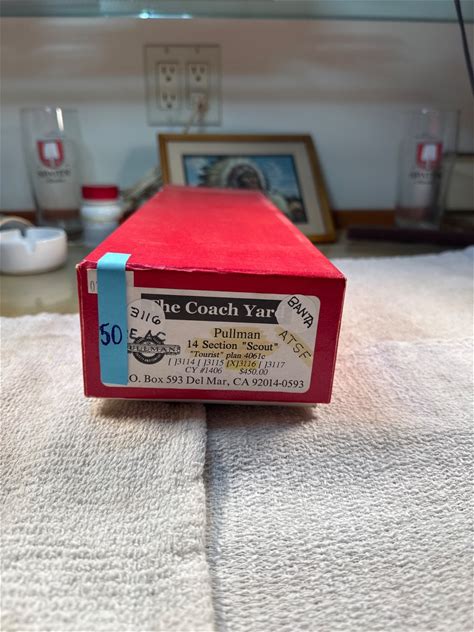 50
3116
The Coach Yard
BANTA
ATSF
EAC
PULLMAN
Pullman
14 Section "Scout"
"Tourist" plan 4061c
[ ]3114 [ ]3115 [X]3116 [ ]3117
CY #1406 $450.00
P.O. Box 593 Del Mar, CA 92014-0593